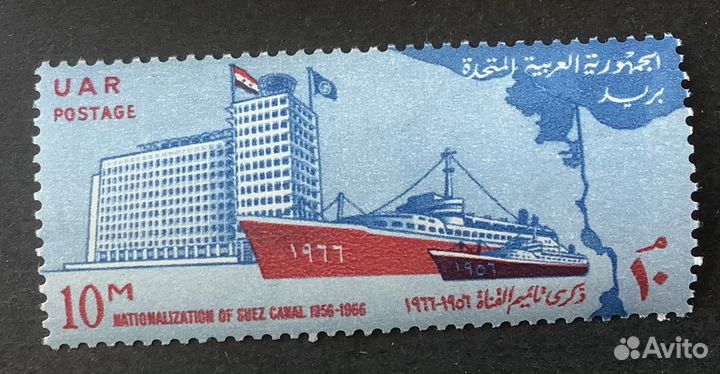 UAR
POSTAGE
الجمهورية العربية المتحدة
بريد
١٩٦٦
١٩٥٦
م
١٠
10 M
NATIONALIZATION OF SUEZ CANAL 1956-1966
ذكرى تأميم القناة ١٩٥٦-١٩٦٦
Avito